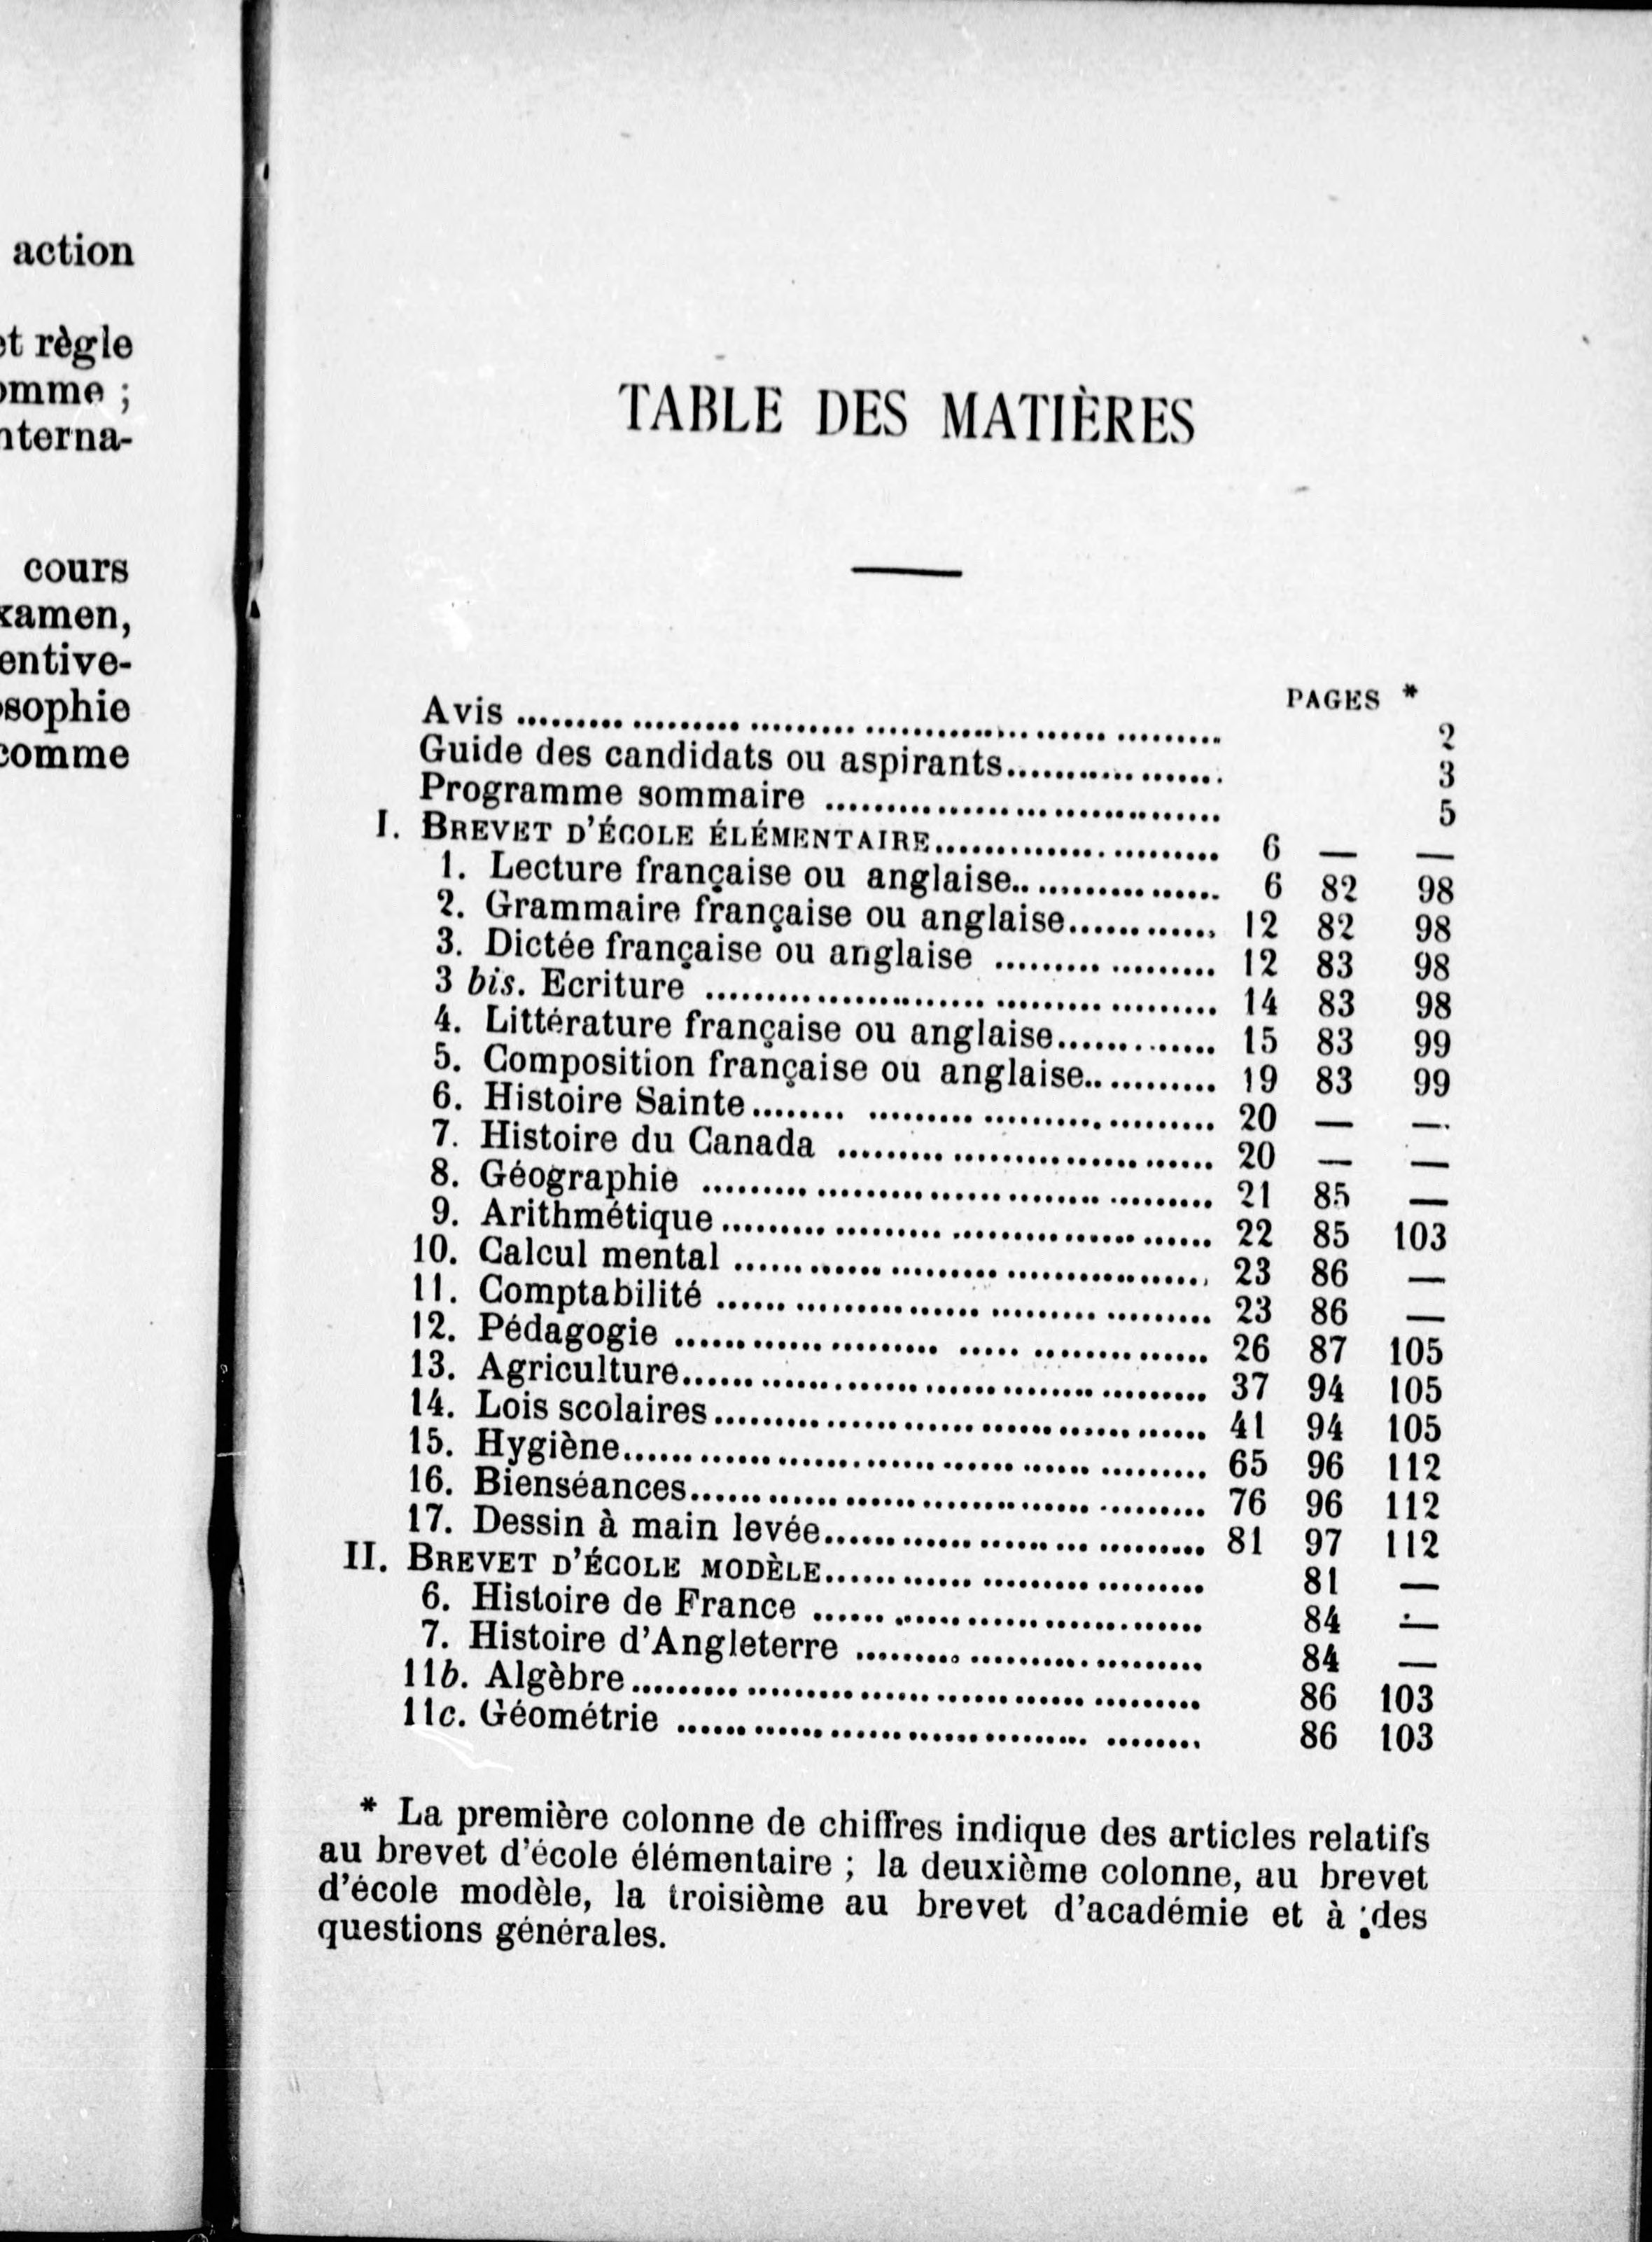 action
et règle
omme ;
nterna-
cours
xamen,
entive-
osophie
comme
TABLE DES MATIÈRES
PAGES *
Avis .......... 2
Guide des candidats ou aspirants.......... 3
Programme sommaire .......... 5
I. BREVET D'ÉCOLE ÉLÉMENTAIRE.......... 6 — —
1. Lecture française ou anglaise.......... 6 82 98
2. Grammaire française ou anglaise.......... 12 82 98
3. Dictée française ou anglaise .......... 12 83 98
3 bis. Ecriture .......... 14 83 98
4. Littérature française ou anglaise.......... 15 83 99
5. Composition française ou anglaise.......... 19 83 99
6. Histoire Sainte.......... 20 — —
7. Histoire du Canada .......... 20 — —
8. Géographie .......... 21 85 —
9. Arithmétique.......... 22 85 103
10. Calcul mental .......... 23 86 —
11. Comptabilité .......... 23 86 —
12. Pédagogie .......... 26 87 105
13. Agriculture.......... 37 94 105
14. Lois scolaires.......... 41 94 105
15. Hygiène.......... 65 96 112
16. Bienséances.......... 76 96 112
17. Dessin à main levée.......... 81 97 112
II. BREVET D'ÉCOLE MODÈLE.......... 81 —
6. Histoire de France .......... 84 —
7. Histoire d'Angleterre .......... 84 —
11b. Algèbre.......... 86 103
11c. Géométrie .......... 86 103
* La première colonne de chiffres indique des articles relatifs
au brevet d'école élémentaire ; la deuxième colonne, au brevet
d'école modèle, la troisième au brevet d'académie et à des
questions générales.